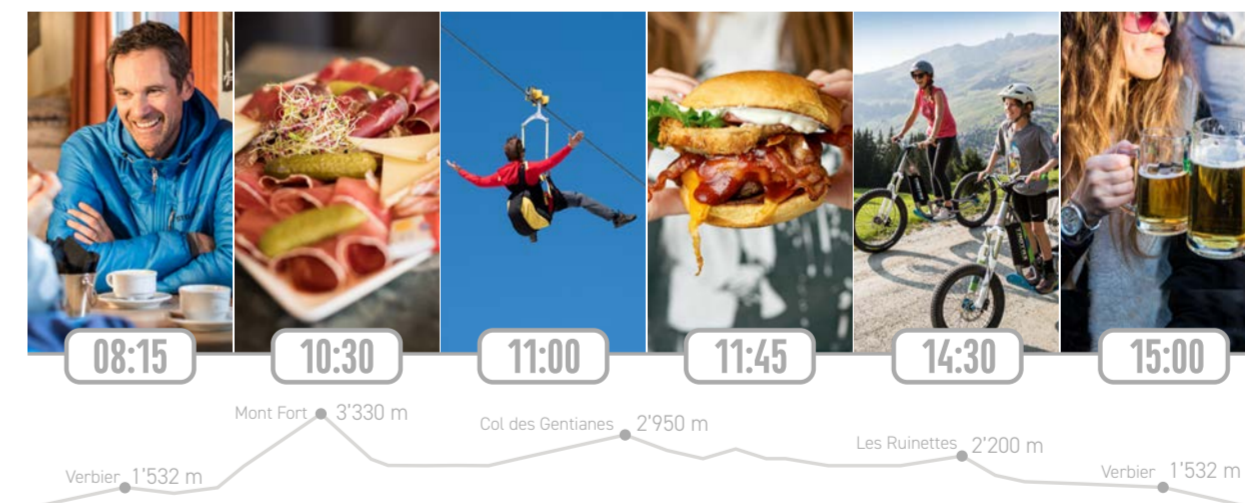 08:15
10:30
11:00
11:45
14:30
15:00
Mont Fort 3'330 m
Col des Gentianes 2'950 m
Les Ruinettes 2'200 m
Verbier 1'532 m
Verbier 1'532 m